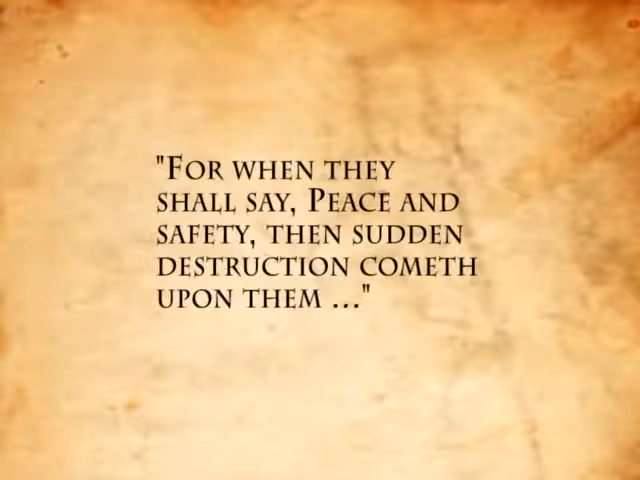 "For when they
shall say, Peace and
safety, then sudden
destruction cometh
upon them ..."